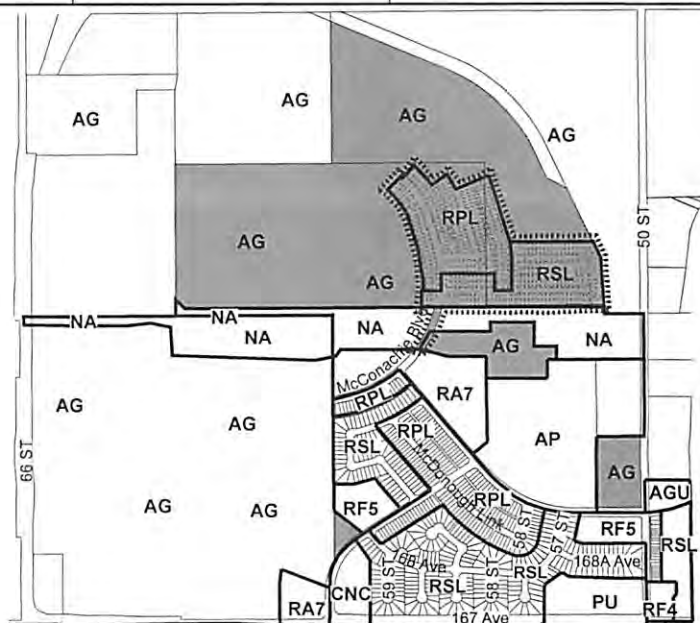 AG
AG
AG
AG
RPL
50 ST
AG
RSL
AG
NA
NA
NA
NA
NA
McConachie Blvd
AG
RPL
RA7
AG
AG
66 ST
RPL
RSL
McDonough Link
AP
AG
RPL
AGU
AG
AG
RF5
58 ST
57 ST
RF5
RSL
168 Ave
168A Ave
59 ST
RSL
58 ST
RSL
CNC
RA7
PU
RF4
167 Ave